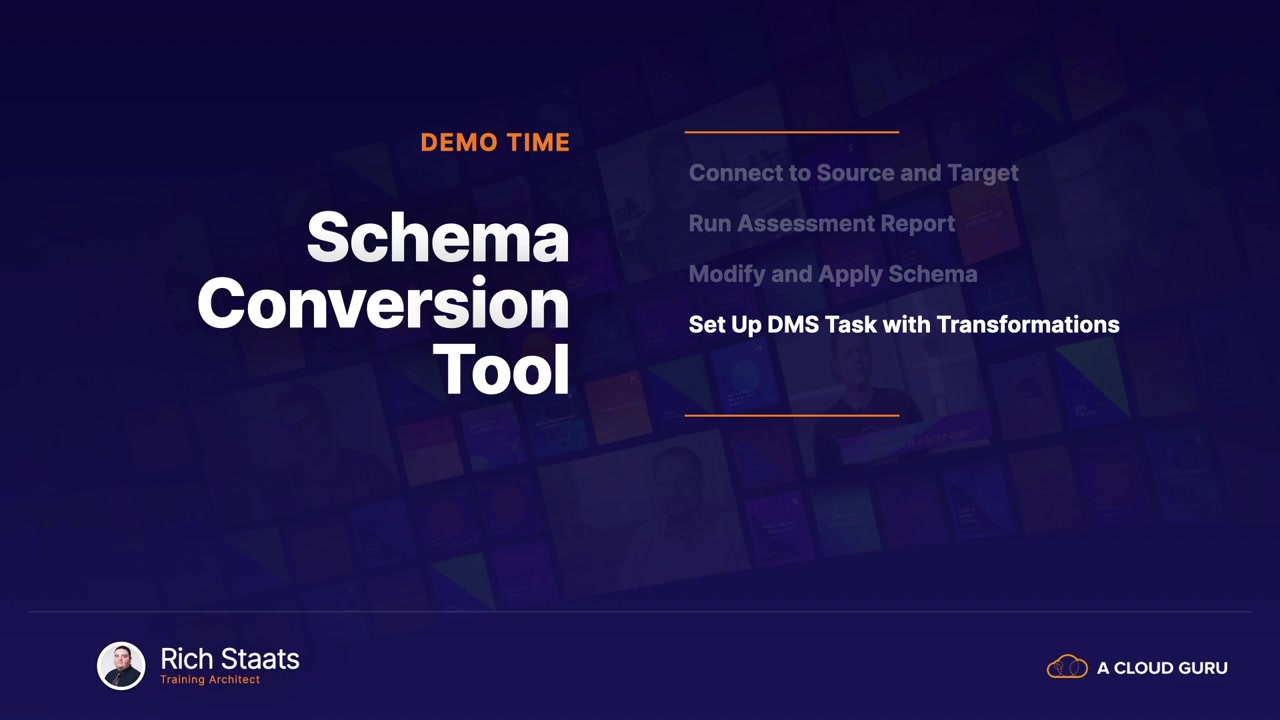 DEMO TIME
Schema
Conversion
Tool
Connect to Source and Target
Run Assessment Report
Modify and Apply Schema
Set Up DMS Task with Transformations
Rich Staats
Training Architect
A CLOUD GURU